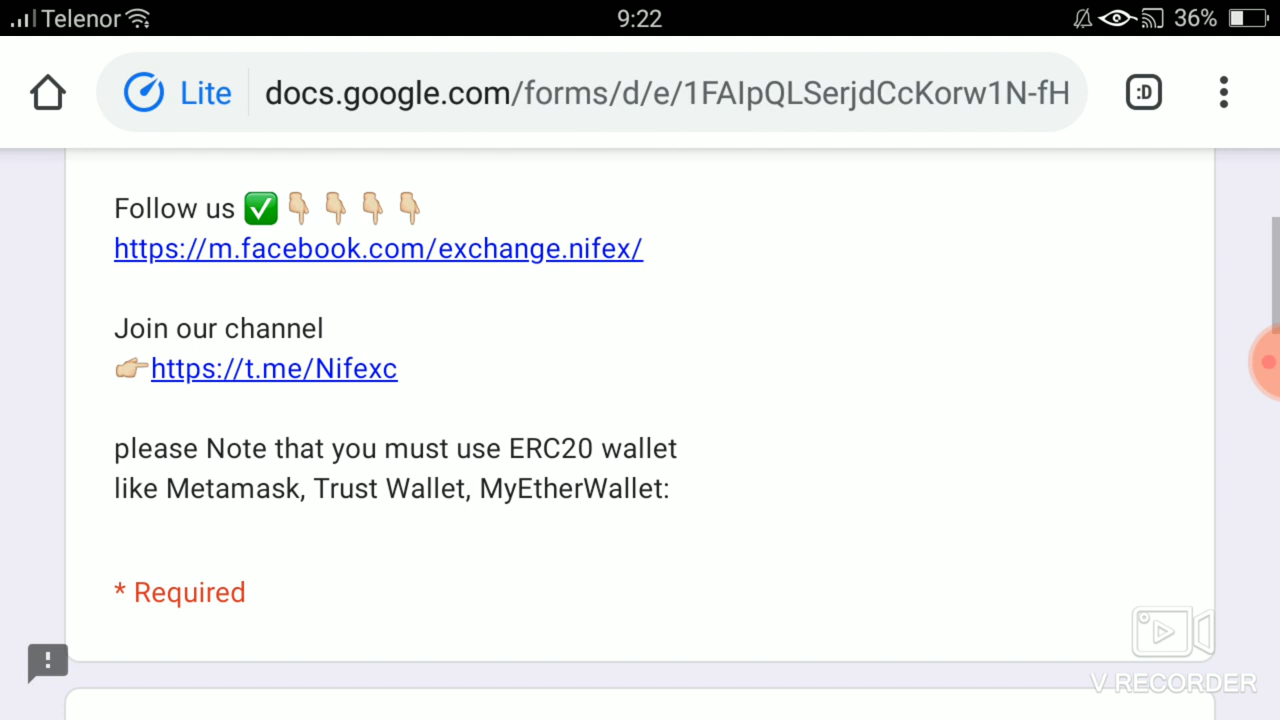 Telenor 9:22 36%
Lite docs.google.com/forms/d/e/1FAIpQLSerjdCcKorw1N-fH :D
Follow us ✅👇🏼👇🏼👇🏼👇🏼
https://m.facebook.com/exchange.nifex/
Join our channel
👉🏼https://t.me/Nifexc
please Note that you must use ERC20 wallet
like Metamask, Trust Wallet, MyEtherWallet:
* Required
V RECORDER